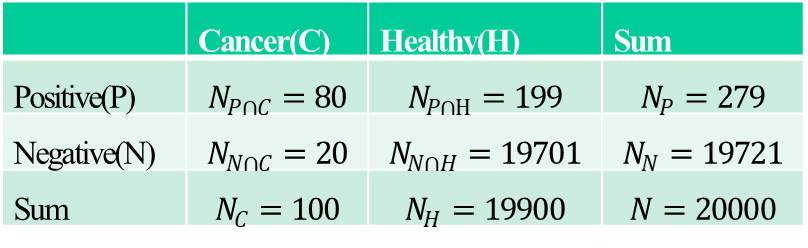 Cancer(C) Healthy(H) Sum
Positive(P) N_{P∩C} = 80 N_{P∩H} = 199 N_P = 279
Negative(N) N_{N∩C} = 20 N_{N∩H} = 19701 N_N = 19721
Sum N_C = 100 N_H = 19900 N = 20000